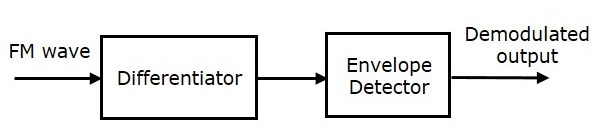 FM wave
Differentiator
Envelope
Detector
Demodulated
output